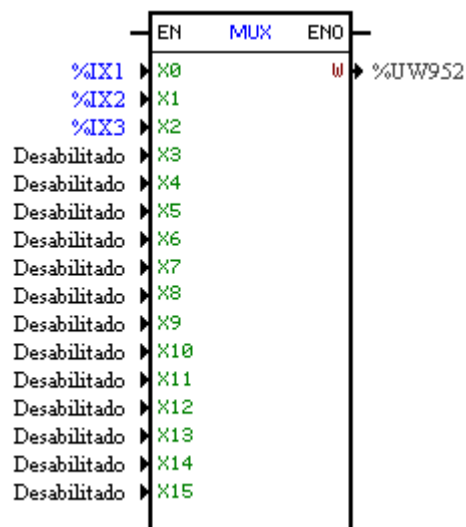 EN MUX ENO
%IX1 X0 W %UW952
%IX2 X1
%IX3 X2
Desabilitado X3
Desabilitado X4
Desabilitado X5
Desabilitado X6
Desabilitado X7
Desabilitado X8
Desabilitado X9
Desabilitado X10
Desabilitado X11
Desabilitado X12
Desabilitado X13
Desabilitado X14
Desabilitado X15